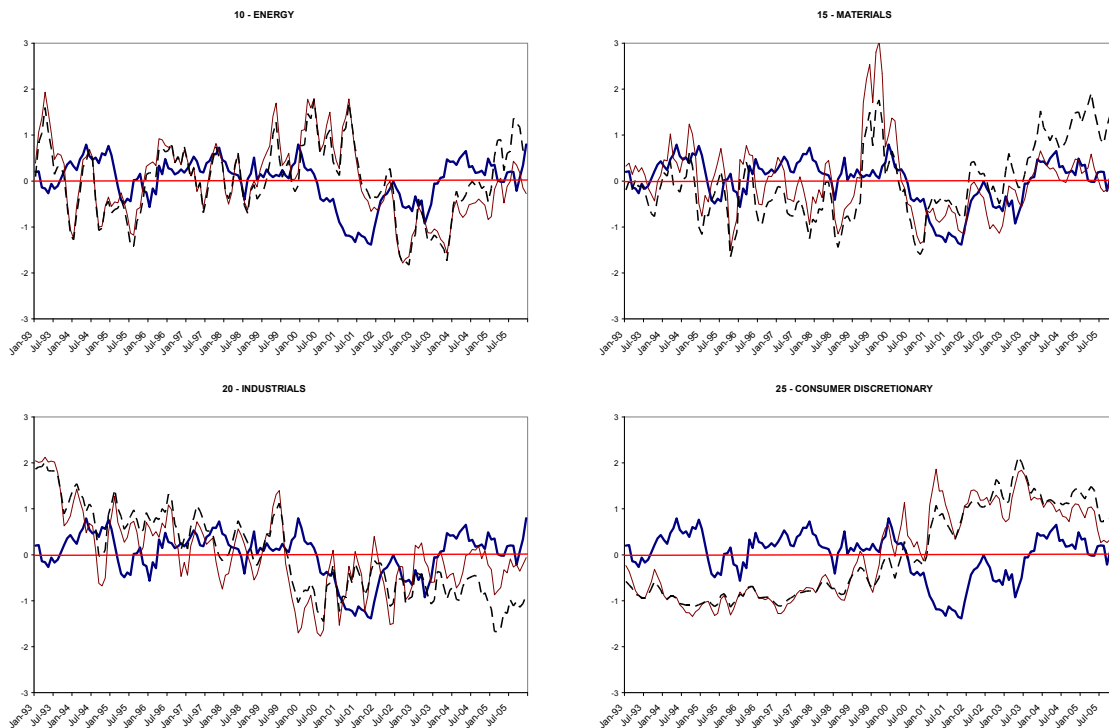 10 - ENERGY
3
2
1
0
-1
-2
-3
Jan-93
Jul-93
Jan-94
Jul-94
Jan-95
Jul-95
Jan-96
Jul-96
Jan-97
Jul-97
Jan-98
Jul-98
Jan-99
Jul-99
Jan-00
Jul-00
Jan-01
Jul-01
Jan-02
Jul-02
Jan-03
Jul-03
Jan-04
Jul-04
Jan-05
Jul-05
15 - MATERIALS
3
2
1
0
-1
-2
-3
Jan-93
Jul-93
Jan-94
Jul-94
Jan-95
Jul-95
Jan-96
Jul-96
Jan-97
Jul-97
Jan-98
Jul-98
Jan-99
Jul-99
Jan-00
Jul-00
Jan-01
Jul-01
Jan-02
Jul-02
Jan-03
Jul-03
Jan-04
Jul-04
Jan-05
Jul-05
20 - INDUSTRIALS
3
2
1
0
-1
-2
-3
Jan-93
Jul-93
Jan-94
Jul-94
Jan-95
Jul-95
Jan-96
Jul-96
Jan-97
Jul-97
Jan-98
Jul-98
Jan-99
Jul-99
Jan-00
Jul-00
Jan-01
Jul-01
Jan-02
Jul-02
Jan-03
Jul-03
Jan-04
Jul-04
Jan-05
Jul-05
25 - CONSUMER DISCRETIONARY
3
2
1
0
-1
-2
-3
Jan-93
Jul-93
Jan-94
Jul-94
Jan-95
Jul-95
Jan-96
Jul-96
Jan-97
Jul-97
Jan-98
Jul-98
Jan-99
Jul-99
Jan-00
Jul-00
Jan-01
Jul-01
Jan-02
Jul-02
Jan-03
Jul-03
Jan-04
Jul-04
Jan-05
Jul-05